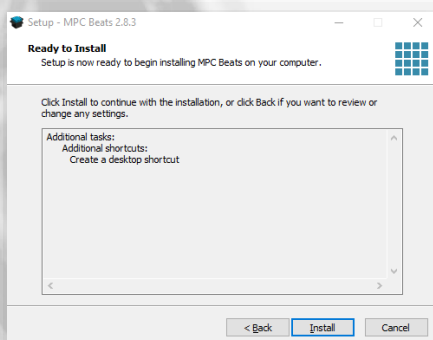 Setup - MPC Beats 2.8.3
Ready to Install
Setup is now ready to begin installing MPC Beats on your computer.
Click Install to continue with the installation, or click Back if you want to review or
change any settings.
Additional tasks:
Additional shortcuts:
Create a desktop shortcut
< Back
Install
Cancel